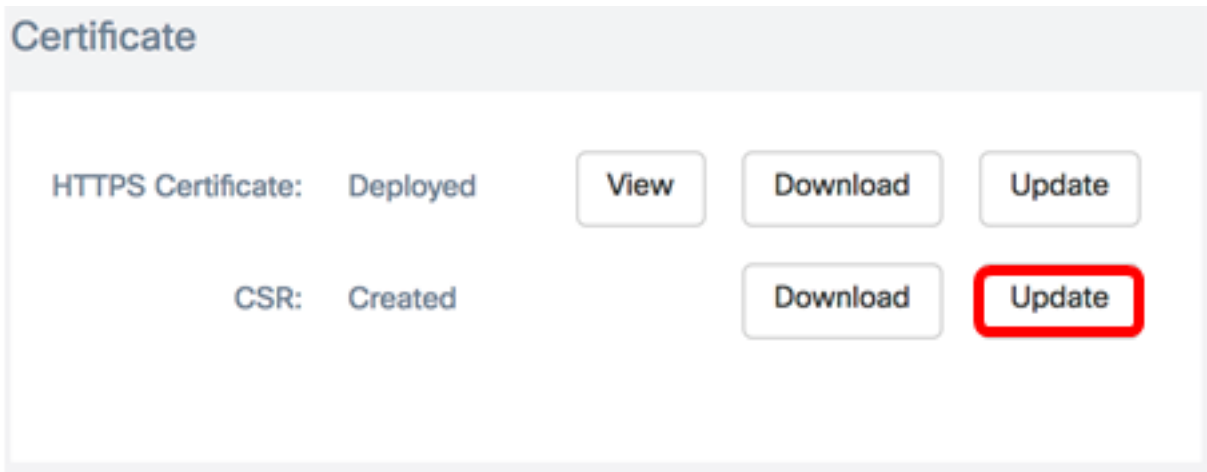 Certificate
HTTPS Certificate: Deployed View Download Update
CSR: Created Download Update